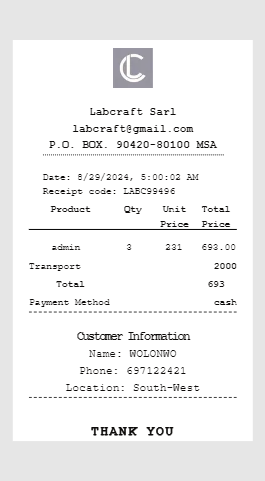 Labcraft Sarl
labcraft@gmail.com
P.O. BOX. 90420-80100 MSA
Date: 8/29/2024, 5:00:02 AM
Receipt code: LABC99496
Product Qty Unit Price Total Price
admin 3 231 693.00
Transport 2000
Total 693
Payment Method cash
Customer Information
Name: WOLONWO
Phone: 697122421
Location: South-West
THANK YOU